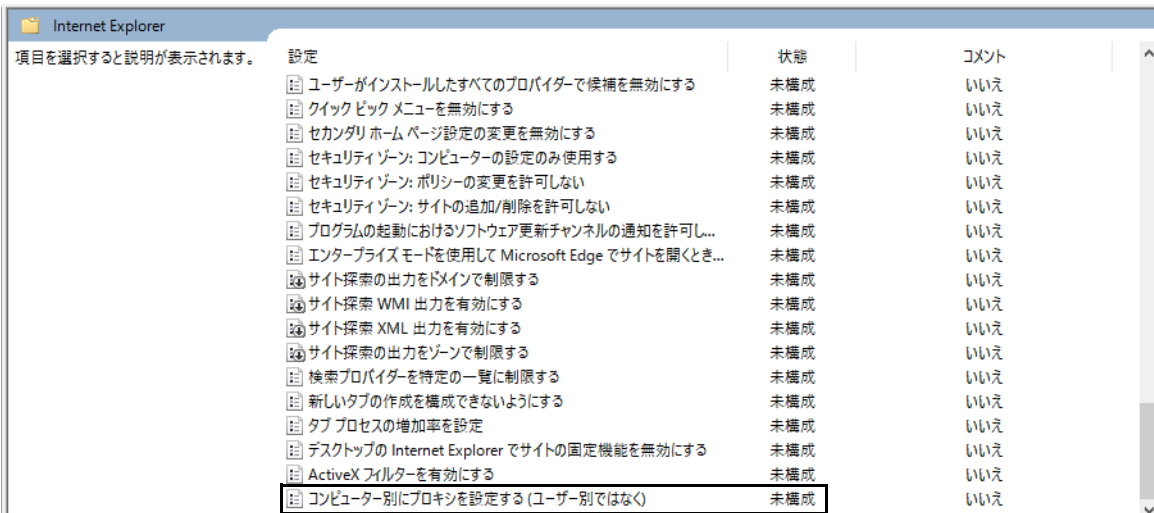 Internet Explorer
項目を選択すると説明が表示されます。
設定 状態 コメント
ユーザーがインストールしたすべてのプロバイダーで候補を無効にする 未構成 いいえ
クイック ピック メニューを無効にする 未構成 いいえ
セカンダリ ホーム ページ設定の変更を無効にする 未構成 いいえ
セキュリティ ゾーン: コンピューターの設定のみ使用する 未構成 いいえ
セキュリティ ゾーン: ポリシーの変更を許可しない 未構成 いいえ
セキュリティ ゾーン: サイトの追加/削除を許可しない 未構成 いいえ
プログラムの起動におけるソフトウェア更新チャンネルの通知を許可し... 未構成 いいえ
エンタープライズ モードを使用して Microsoft Edge でサイトを開くとき... 未構成 いいえ
サイト探索の出力をドメインで制限する 未構成 いいえ
サイト探索 WMI 出力を有効にする 未構成 いいえ
サイト探索 XML 出力を有効にする 未構成 いいえ
サイト探索の出力をゾーンで制限する 未構成 いいえ
検索プロバイダーを特定の一覧に制限する 未構成 いいえ
新しいタブの作成を構成できないようにする 未構成 いいえ
タブ プロセスの増加率を設定 未構成 いいえ
デスクトップの Internet Explorer でサイトの固定機能を無効にする 未構成 いいえ
ActiveX フィルターを有効にする 未構成 いいえ
コンピューター別にプロキシを設定する (ユーザー別ではなく) 未構成 いいえ